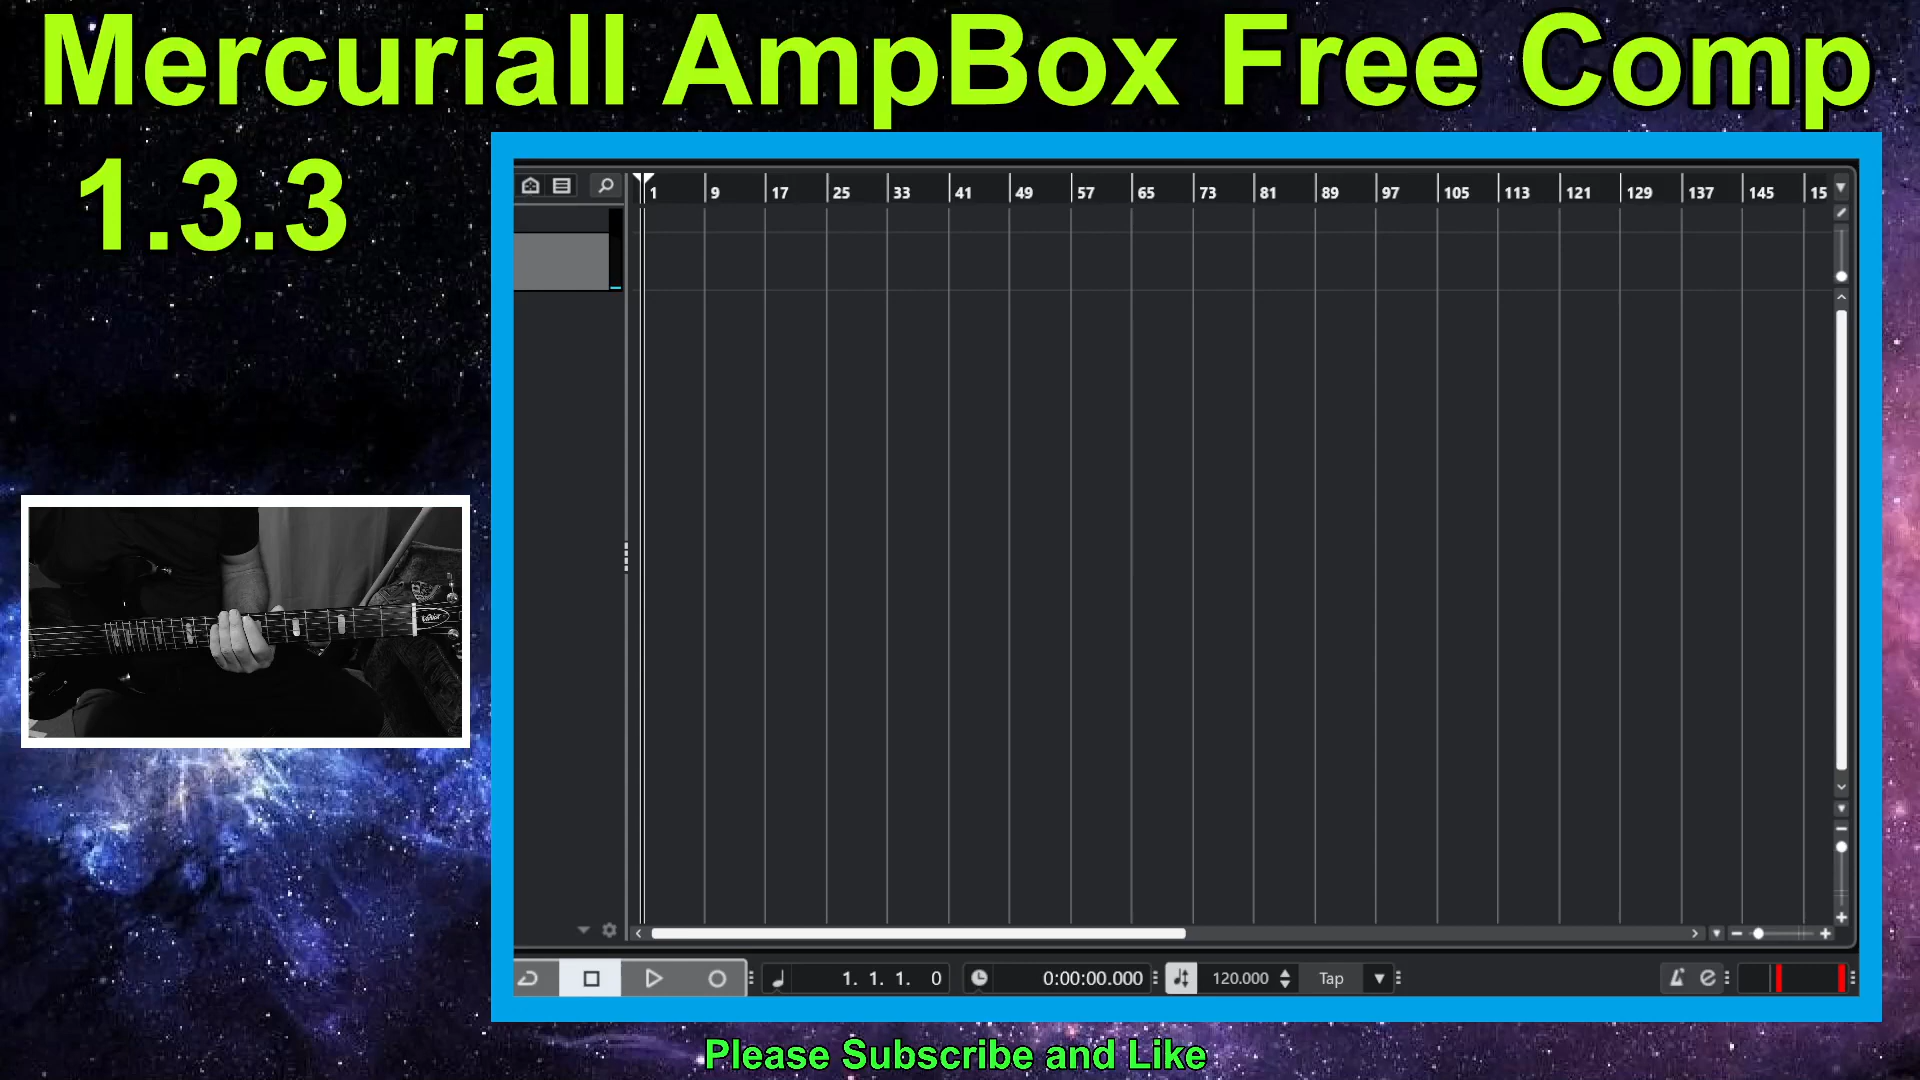 Mercuriall AmpBox Free Comp
1.3.3
1 9 17 25 33 41 49 57 65 73 81 89 97 105 113 121 129 137 145 15
1. 1. 1. 0 0:00:00.000 120.000 Tap
Please Subscribe and Like